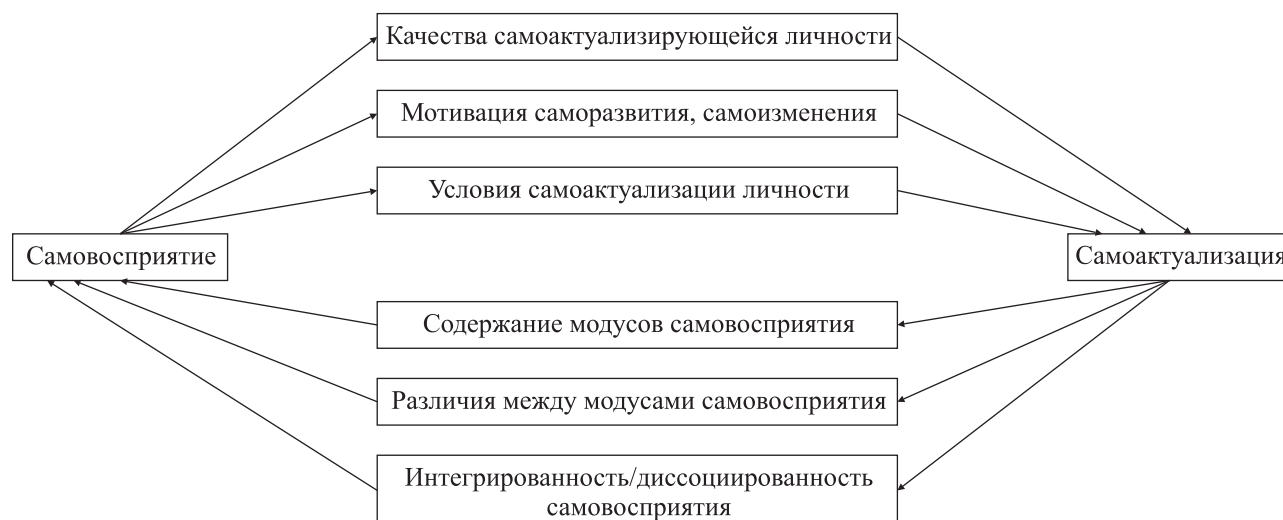 Качества самоактуализирующейся личности
Мотивация саморазвития, самоизменения
Условия самоактуализации личности
Самовосприятие
Самоактуализация
Содержание модусов самовосприятия
Различия между модусами самовосприятия
Интегрированность/диссоциированность
самовосприятия